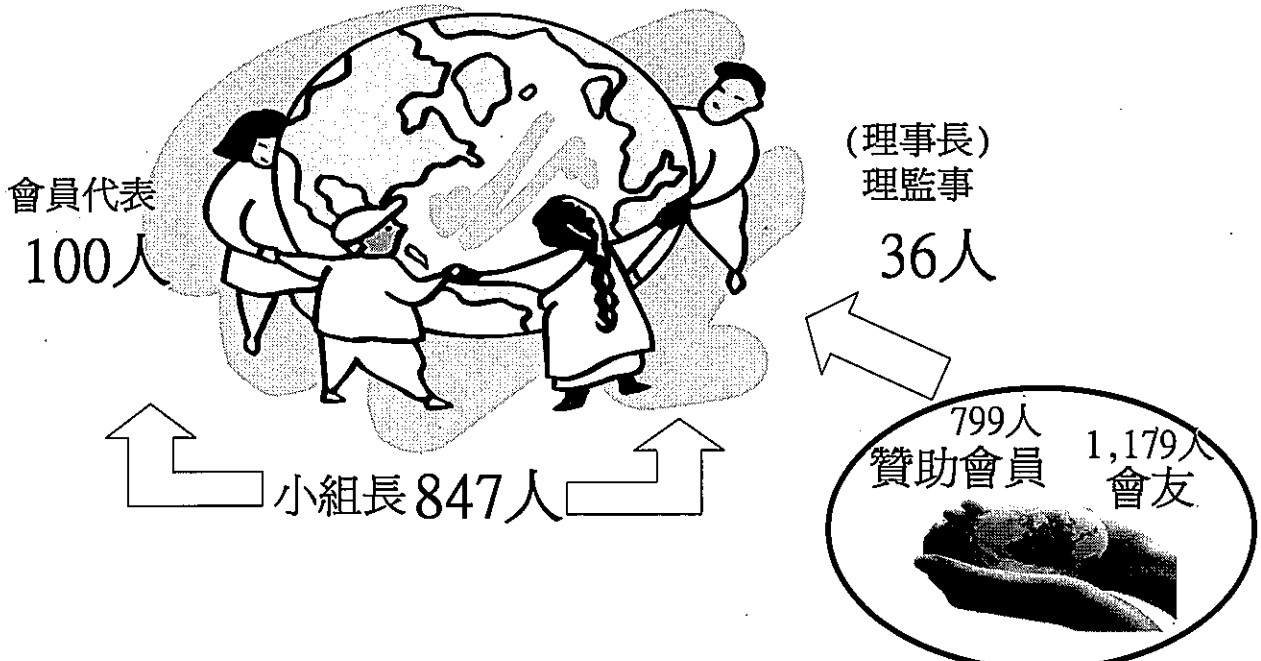 會員代表
100人
(理事長)
理監事
36人
小組長847人
799人
贊助會員
1,179人
會友